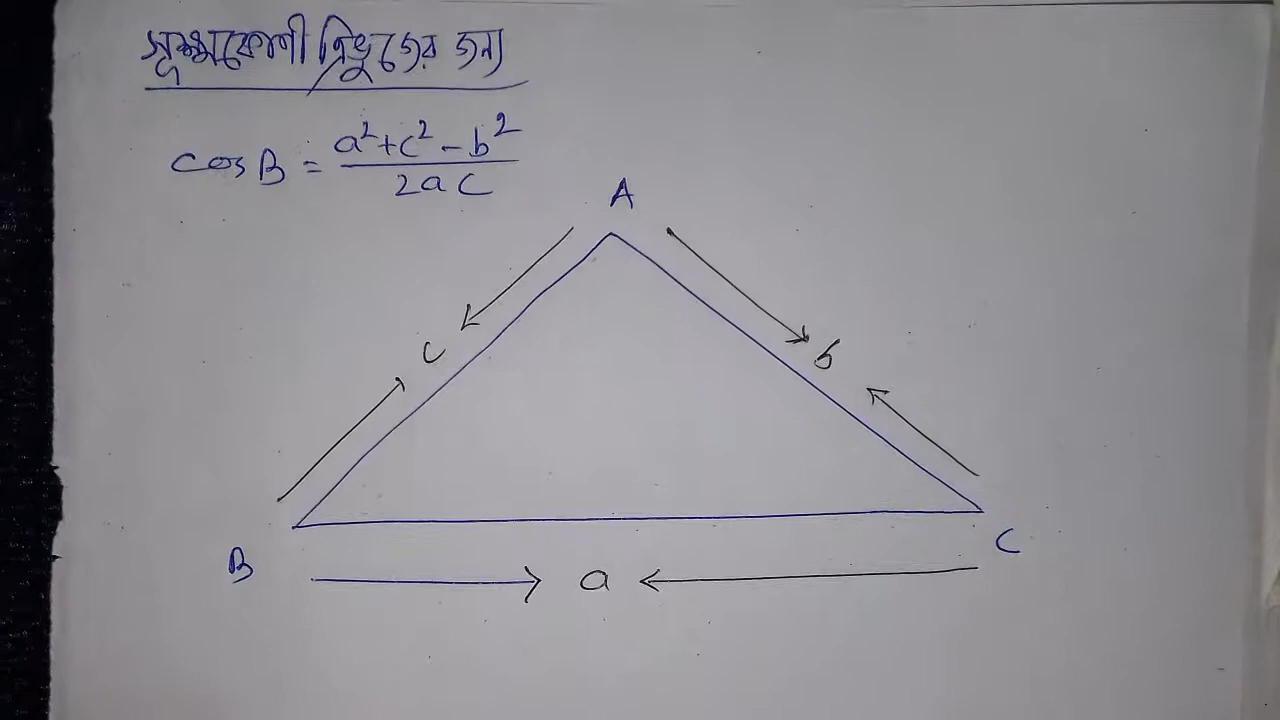 সূক্ষ্মকোণী ত্রিভুজের জন্য
cos B = a²+c²-b² / 2ac
A
c
b
B
C
a